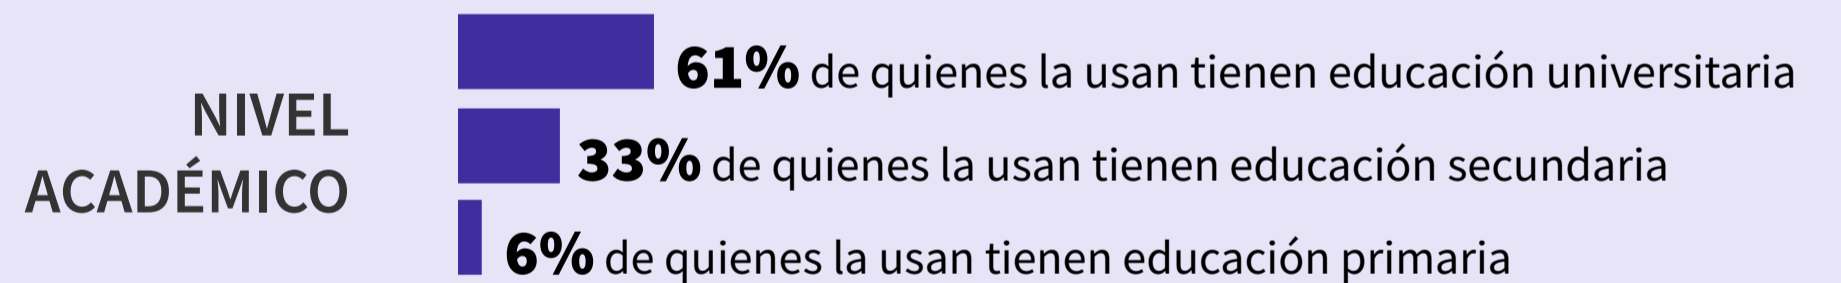 NIVEL
ACADÉMICO
61% de quienes la usan tienen educación universitaria
33% de quienes la usan tienen educación secundaria
6% de quienes la usan tienen educación primaria